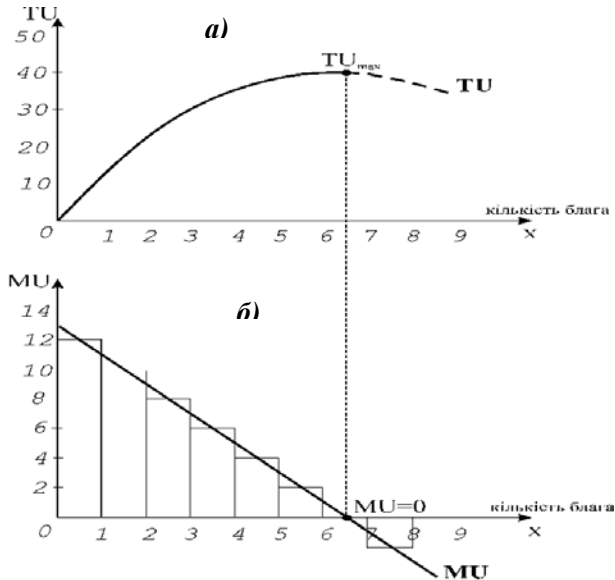 TU
50
40
30
20
10
0
а)
TUmax
TU
кількість блага
1 2 3 4 5 6 7 8 9 x
MU
14
12
10
8
6
4
2
0
б)
MU=0
кількість блага
1 2 3 4 5 6 7 8 9 x
MU